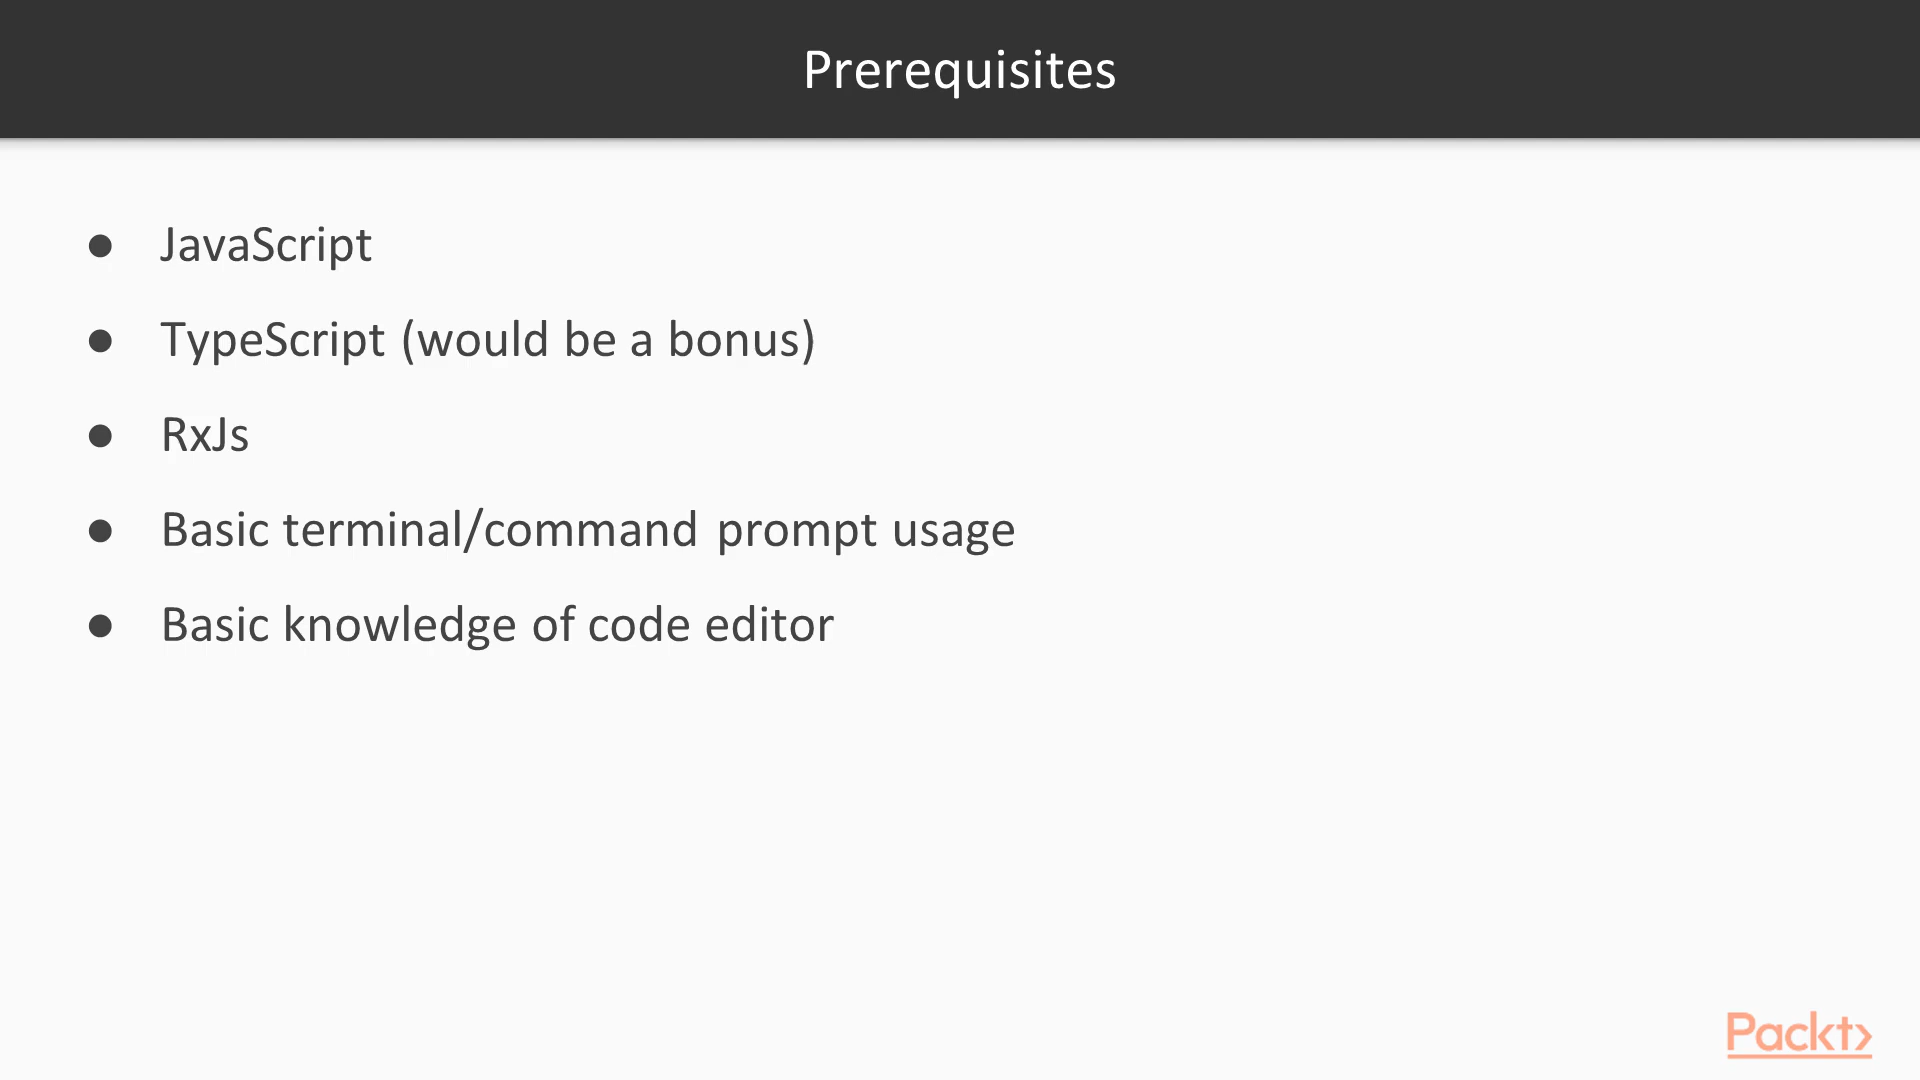 Prerequisites
● JavaScript
● TypeScript (would be a bonus)
● RxJs
● Basic terminal/command prompt usage
● Basic knowledge of code editor
Packt>